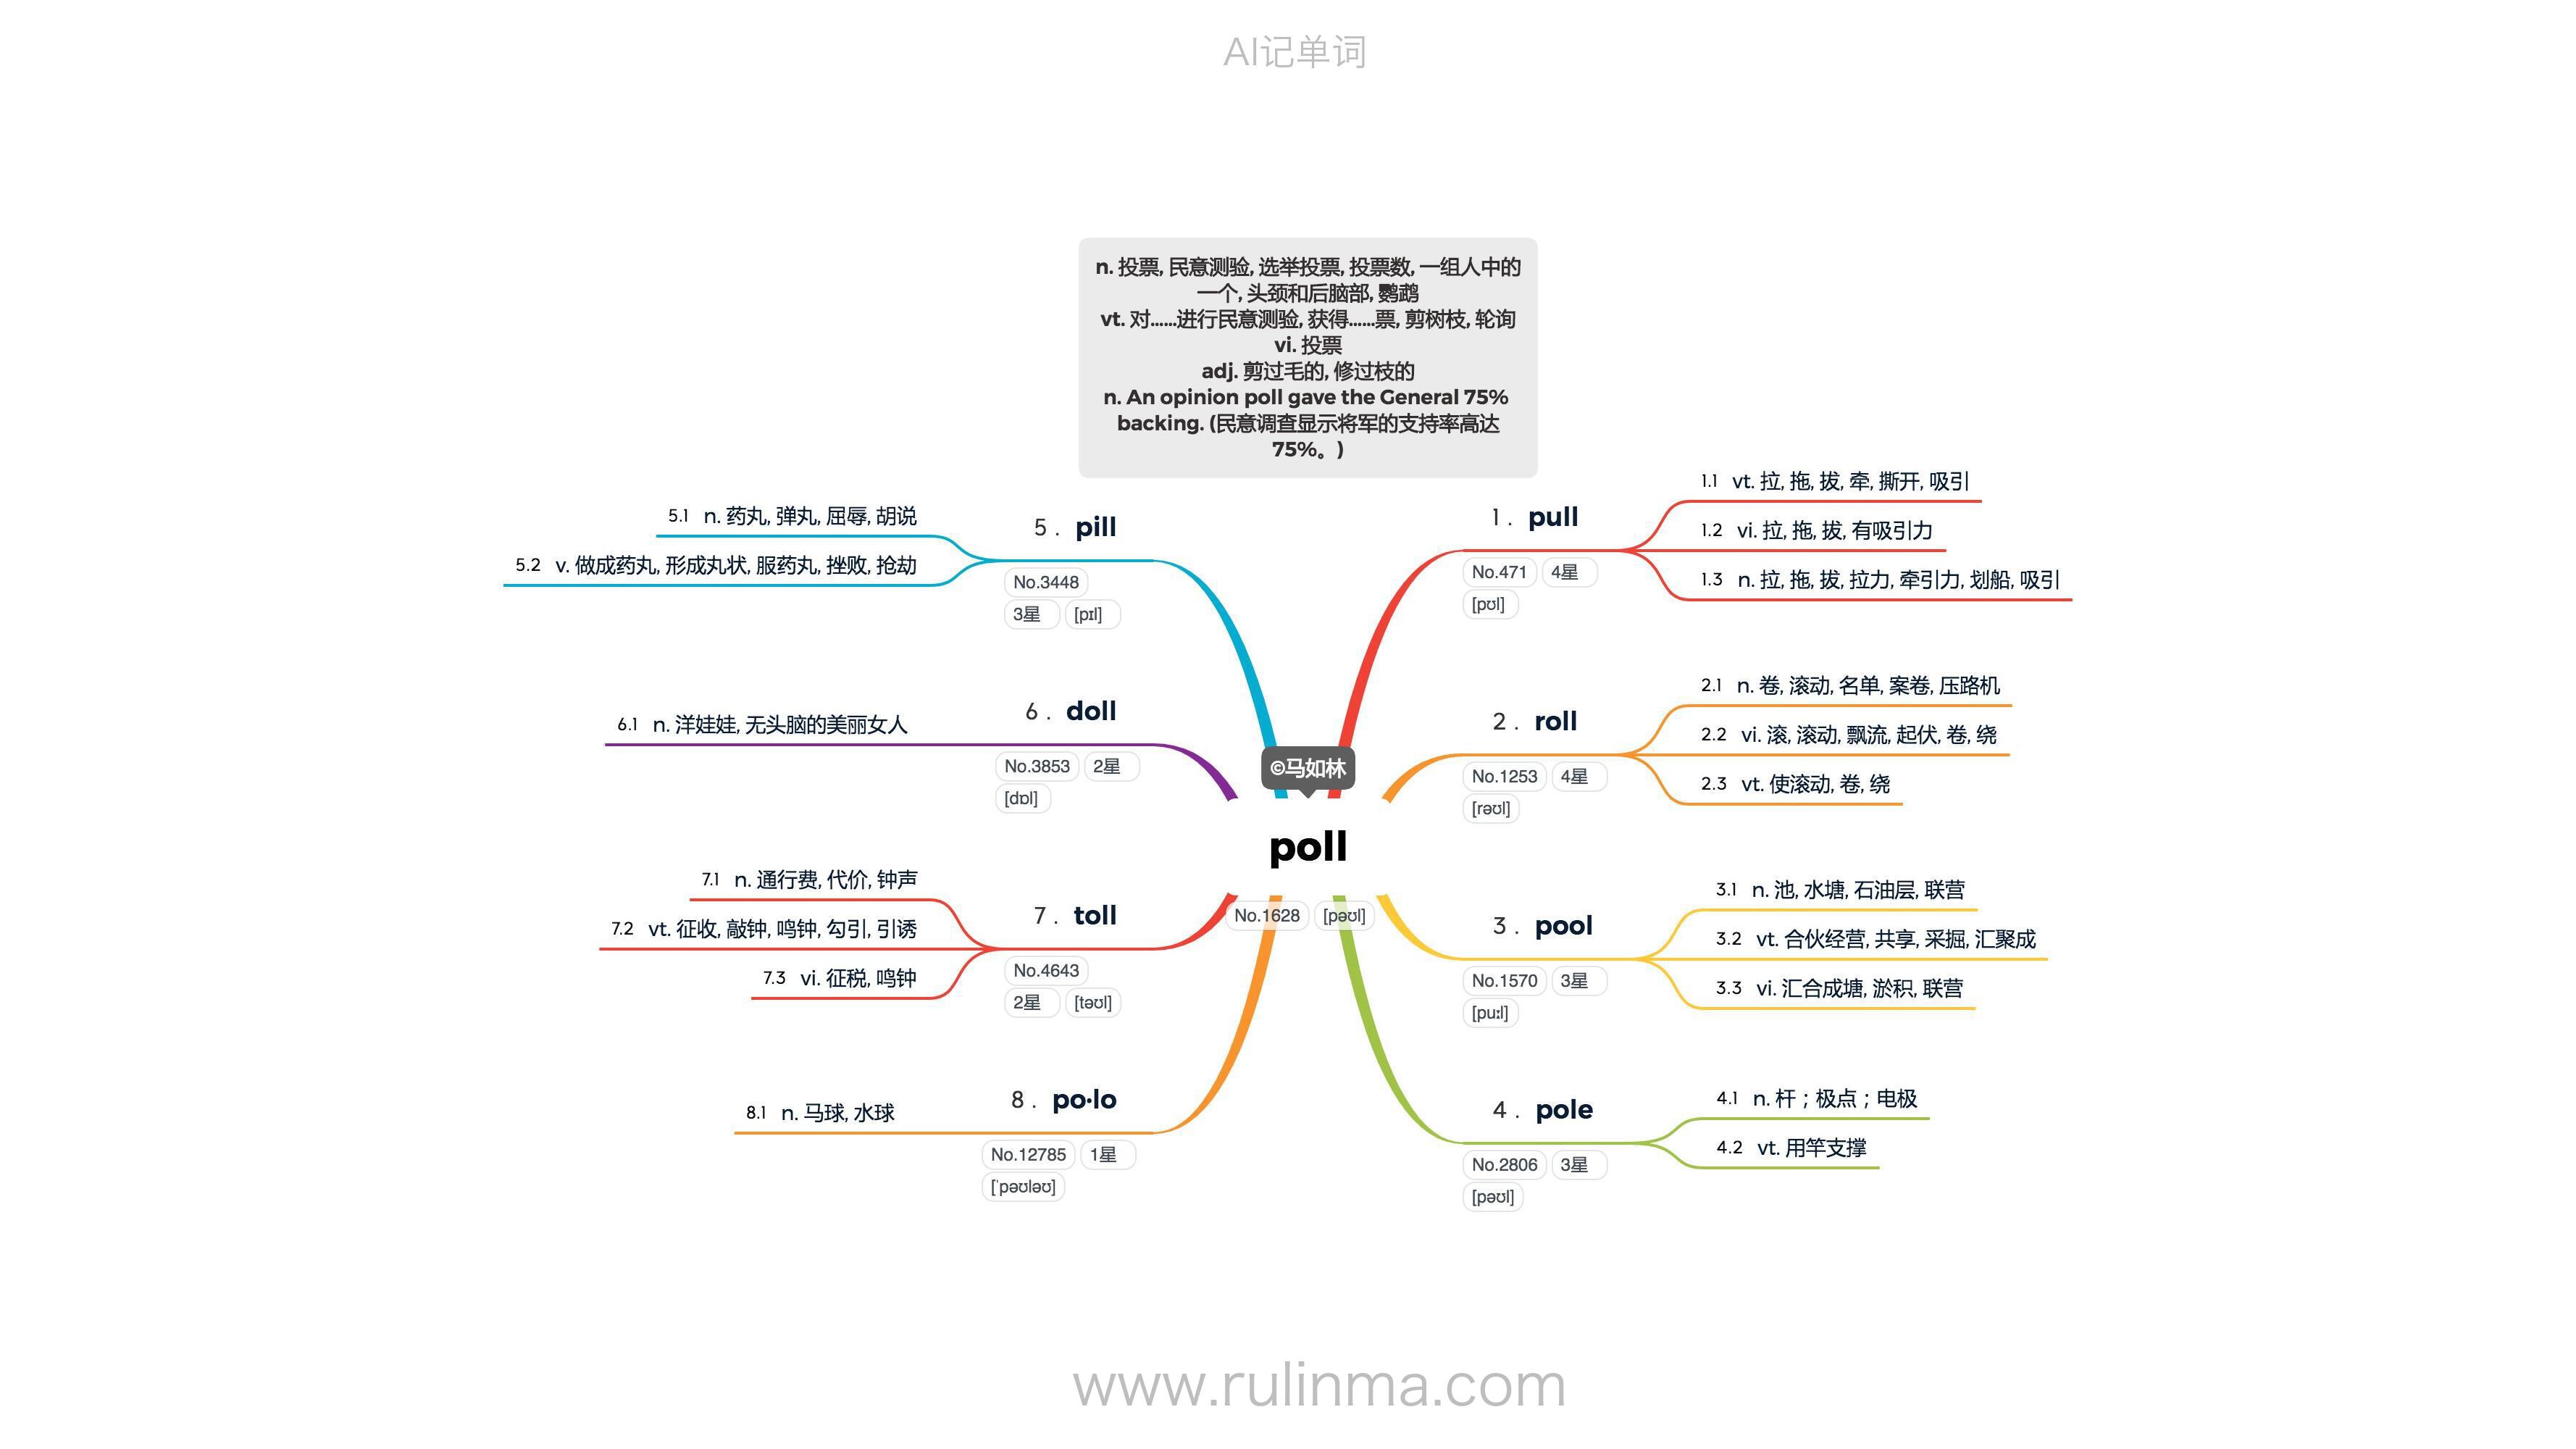 AI记单词
n. 投票, 民意测验, 选举投票, 投票数, 一组人中的
一个, 头颈和后脑部, 鹦鹉
vt. 对……进行民意测验, 获得……票, 剪树枝, 轮询
vi. 投票
adj. 剪过毛的, 修过枝的
n. An opinion poll gave the General 75%
backing. (民意调查显示将军的支持率高达
75%。)
©马如林
poll
No.1628 [pəʊl]
1. pull
No.471 4星
[pʊl]
1.1 vt. 拉, 拖, 拔, 牵, 撕开, 吸引
1.2 vi. 拉, 拖, 拔, 有吸引力
1.3 n. 拉, 拖, 拔, 拉力, 牵引力, 划船, 吸引
2. roll
No.1253 4星
[rəʊl]
2.1 n. 卷, 滚动, 名单, 案卷, 压路机
2.2 vi. 滚, 滚动, 飘流, 起伏, 卷, 绕
2.3 vt. 使滚动, 卷, 绕
3. pool
No.1570 3星
[puːl]
3.1 n. 池, 水塘, 石油层, 联营
3.2 vt. 合伙经营, 共享, 采掘, 汇聚成
3.3 vi. 汇合成塘, 淤积, 联营
4. pole
No.2806 3星
[pəʊl]
4.1 n. 杆；极点；电极
4.2 vt. 用竿支撑
5. pill
No.3448
3星 [pɪl]
5.1 n. 药丸, 弹丸, 屈辱, 胡说
5.2 v. 做成药丸, 形成丸状, 服药丸, 挫败, 抢劫
6. doll
No.3853 2星
[dɒl]
6.1 n. 洋娃娃, 无头脑的美丽女人
7. toll
No.4643
2星 [təʊl]
7.1 n. 通行费, 代价, 钟声
7.2 vt. 征收, 敲钟, 鸣钟, 勾引, 引诱
7.3 vi. 征税, 鸣钟
8. po·lo
No.12785 1星
[ˈpəʊləʊ]
8.1 n. 马球, 水球
www.rulinma.com